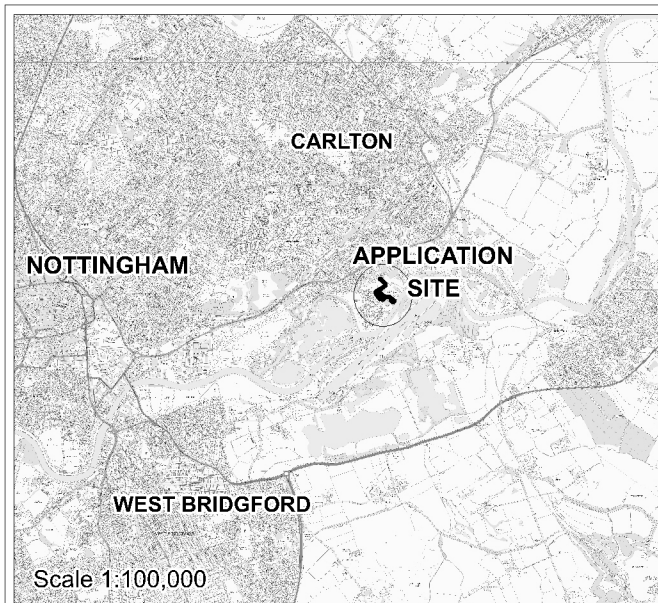 CARLTON
NOTTINGHAM
APPLICATION
SITE
WEST BRIDGFORD
Scale 1:100,000